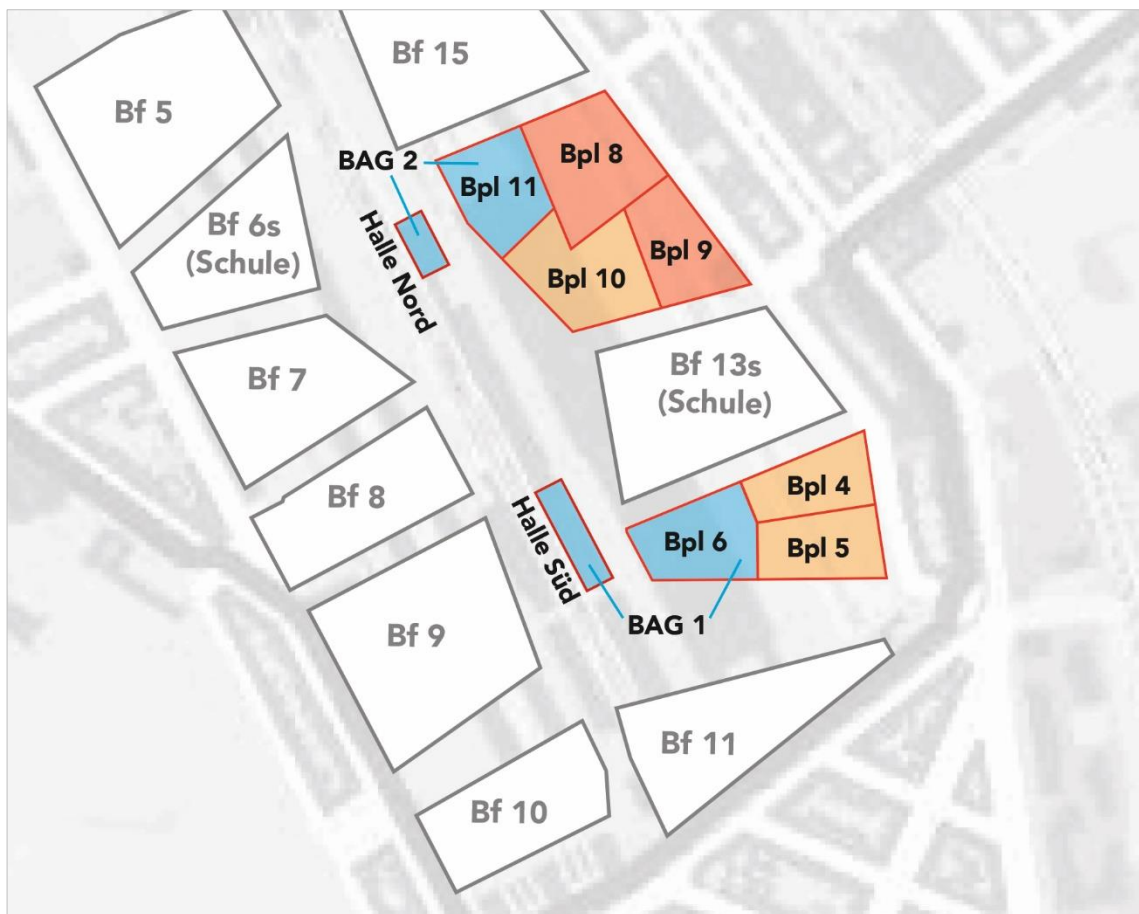 Bf 15
Bf 5
BAG 2
Bpl 8
Bpl 11
Bf 6s
(Schule)
Halle Nord
Bpl 9
Bpl 10
Bf 7
Bf 13s
(Schule)
Bf 8
Halle Süd
Bpl 4
Bpl 6
Bpl 5
BAG 1
Bf 9
Bf 11
Bf 10